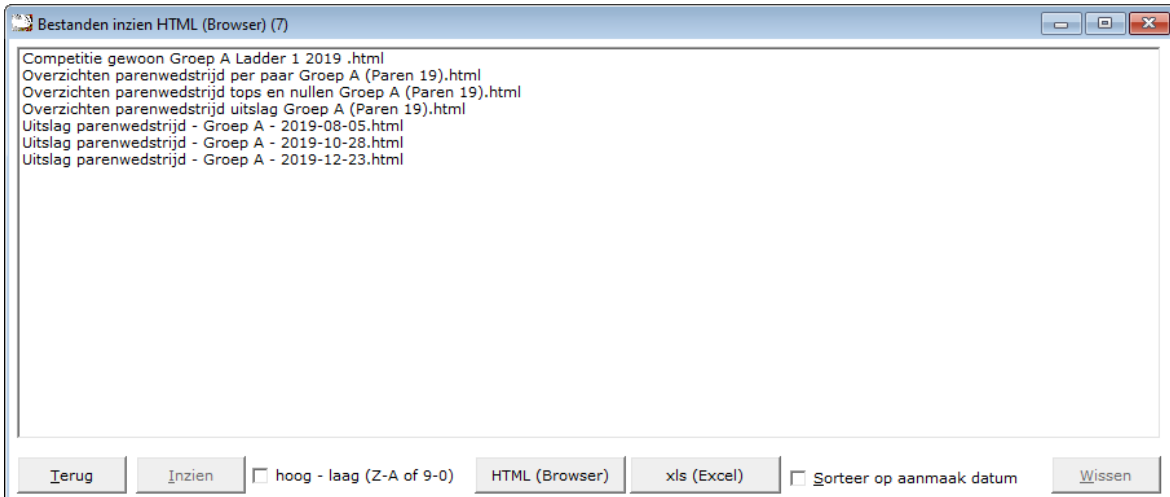 Bestanden inzien HTML (Browser) (7)
Competitie gewoon Groep A Ladder 1 2019 .html
Overzichten parenwedstrijd per paar Groep A (Paren 19).html
Overzichten parenwedstrijd tops en nullen Groep A (Paren 19).html
Overzichten parenwedstrijd uitslag Groep A (Paren 19).html
Uitslag parenwedstrijd - Groep A - 2019-08-05.html
Uitslag parenwedstrijd - Groep A - 2019-10-28.html
Uitslag parenwedstrijd - Groep A - 2019-12-23.html
Terug Inzien hoog - laag (Z-A of 9-0) HTML (Browser) xls (Excel) Sorteer op aanmaak datum Wissen